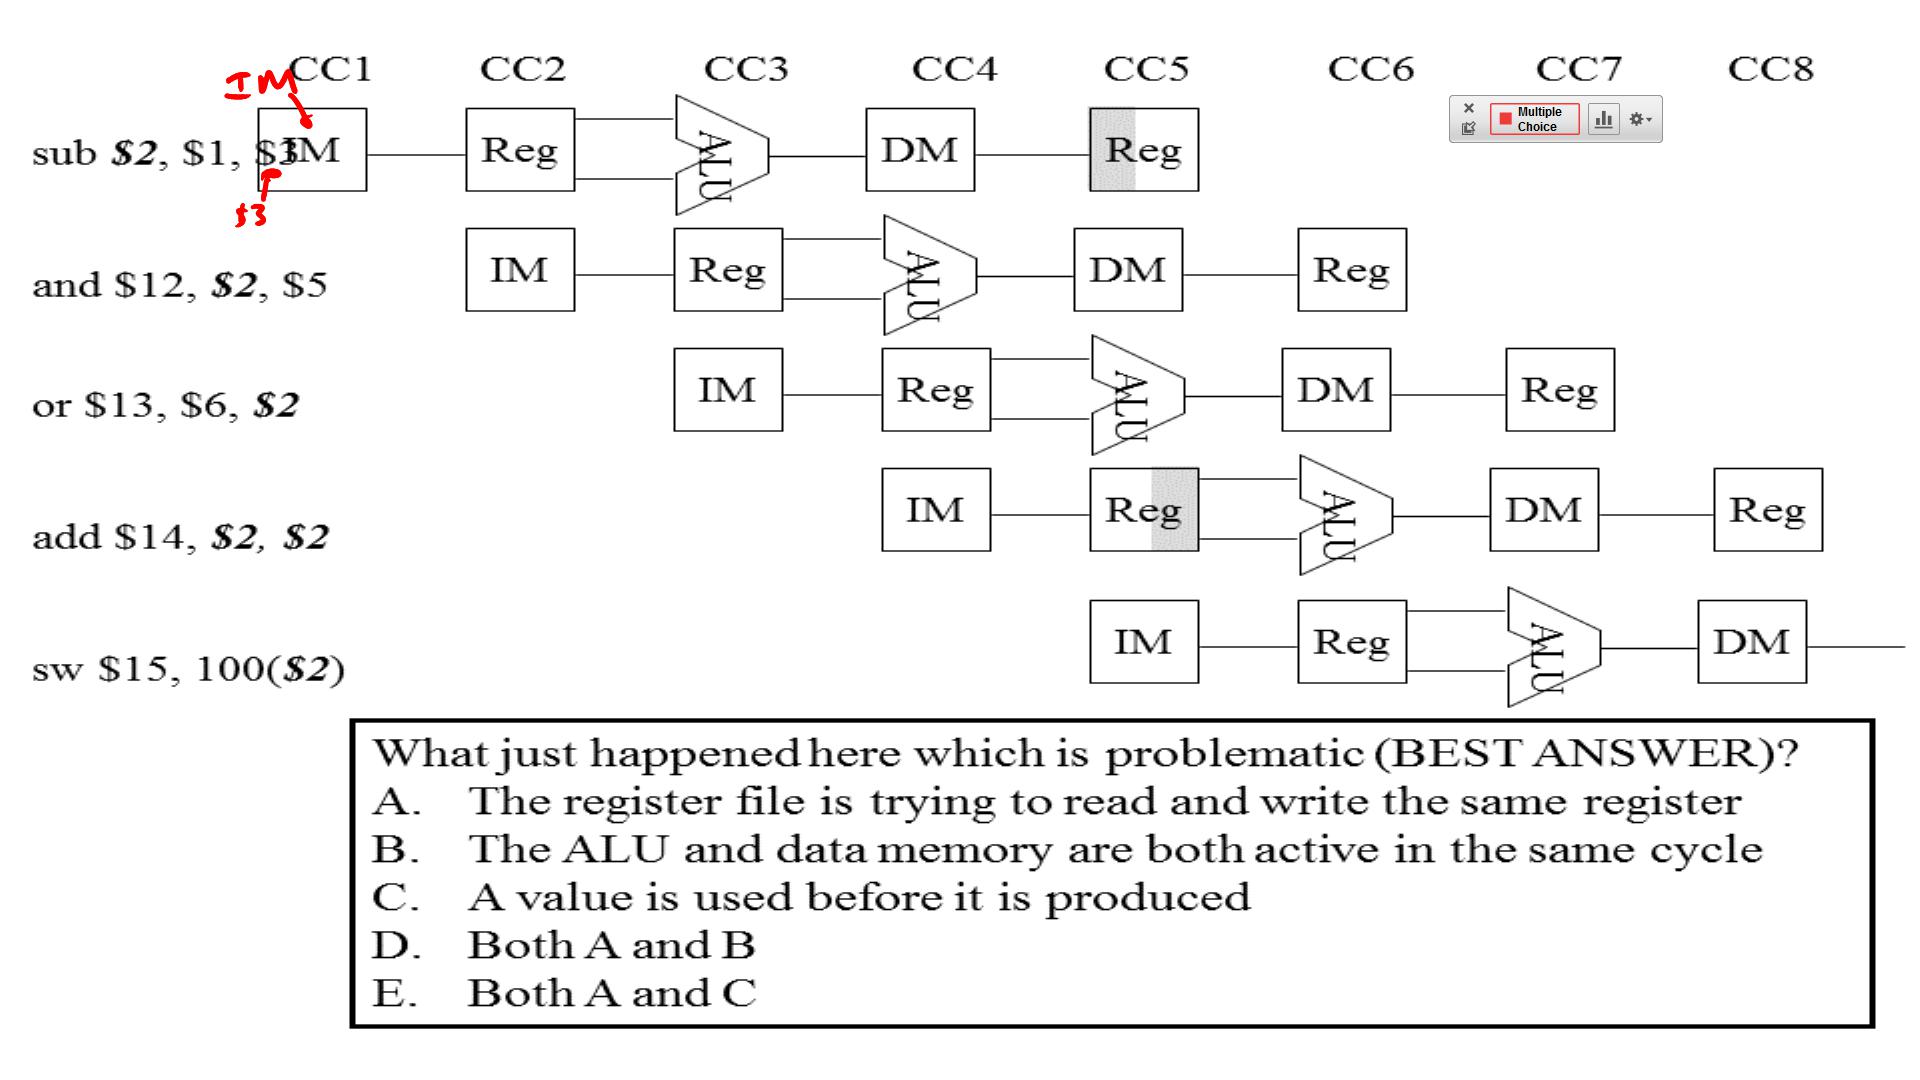 CC1 CC2 CC3 CC4 CC5 CC6 CC7 CC8
IM
Multiple
Choice
sub $2, $1, $3 IM Reg ALU DM Reg
$3
and $12, $2, $5 IM Reg ALU DM Reg
or $13, $6, $2 IM Reg ALU DM Reg
add $14, $2, $2 IM Reg ALU DM Reg
sw $15, 100($2) IM Reg ALU DM
What just happened here which is problematic (BEST ANSWER)?
A. The register file is trying to read and write the same register
B. The ALU and data memory are both active in the same cycle
C. A value is used before it is produced
D. Both A and B
E. Both A and C